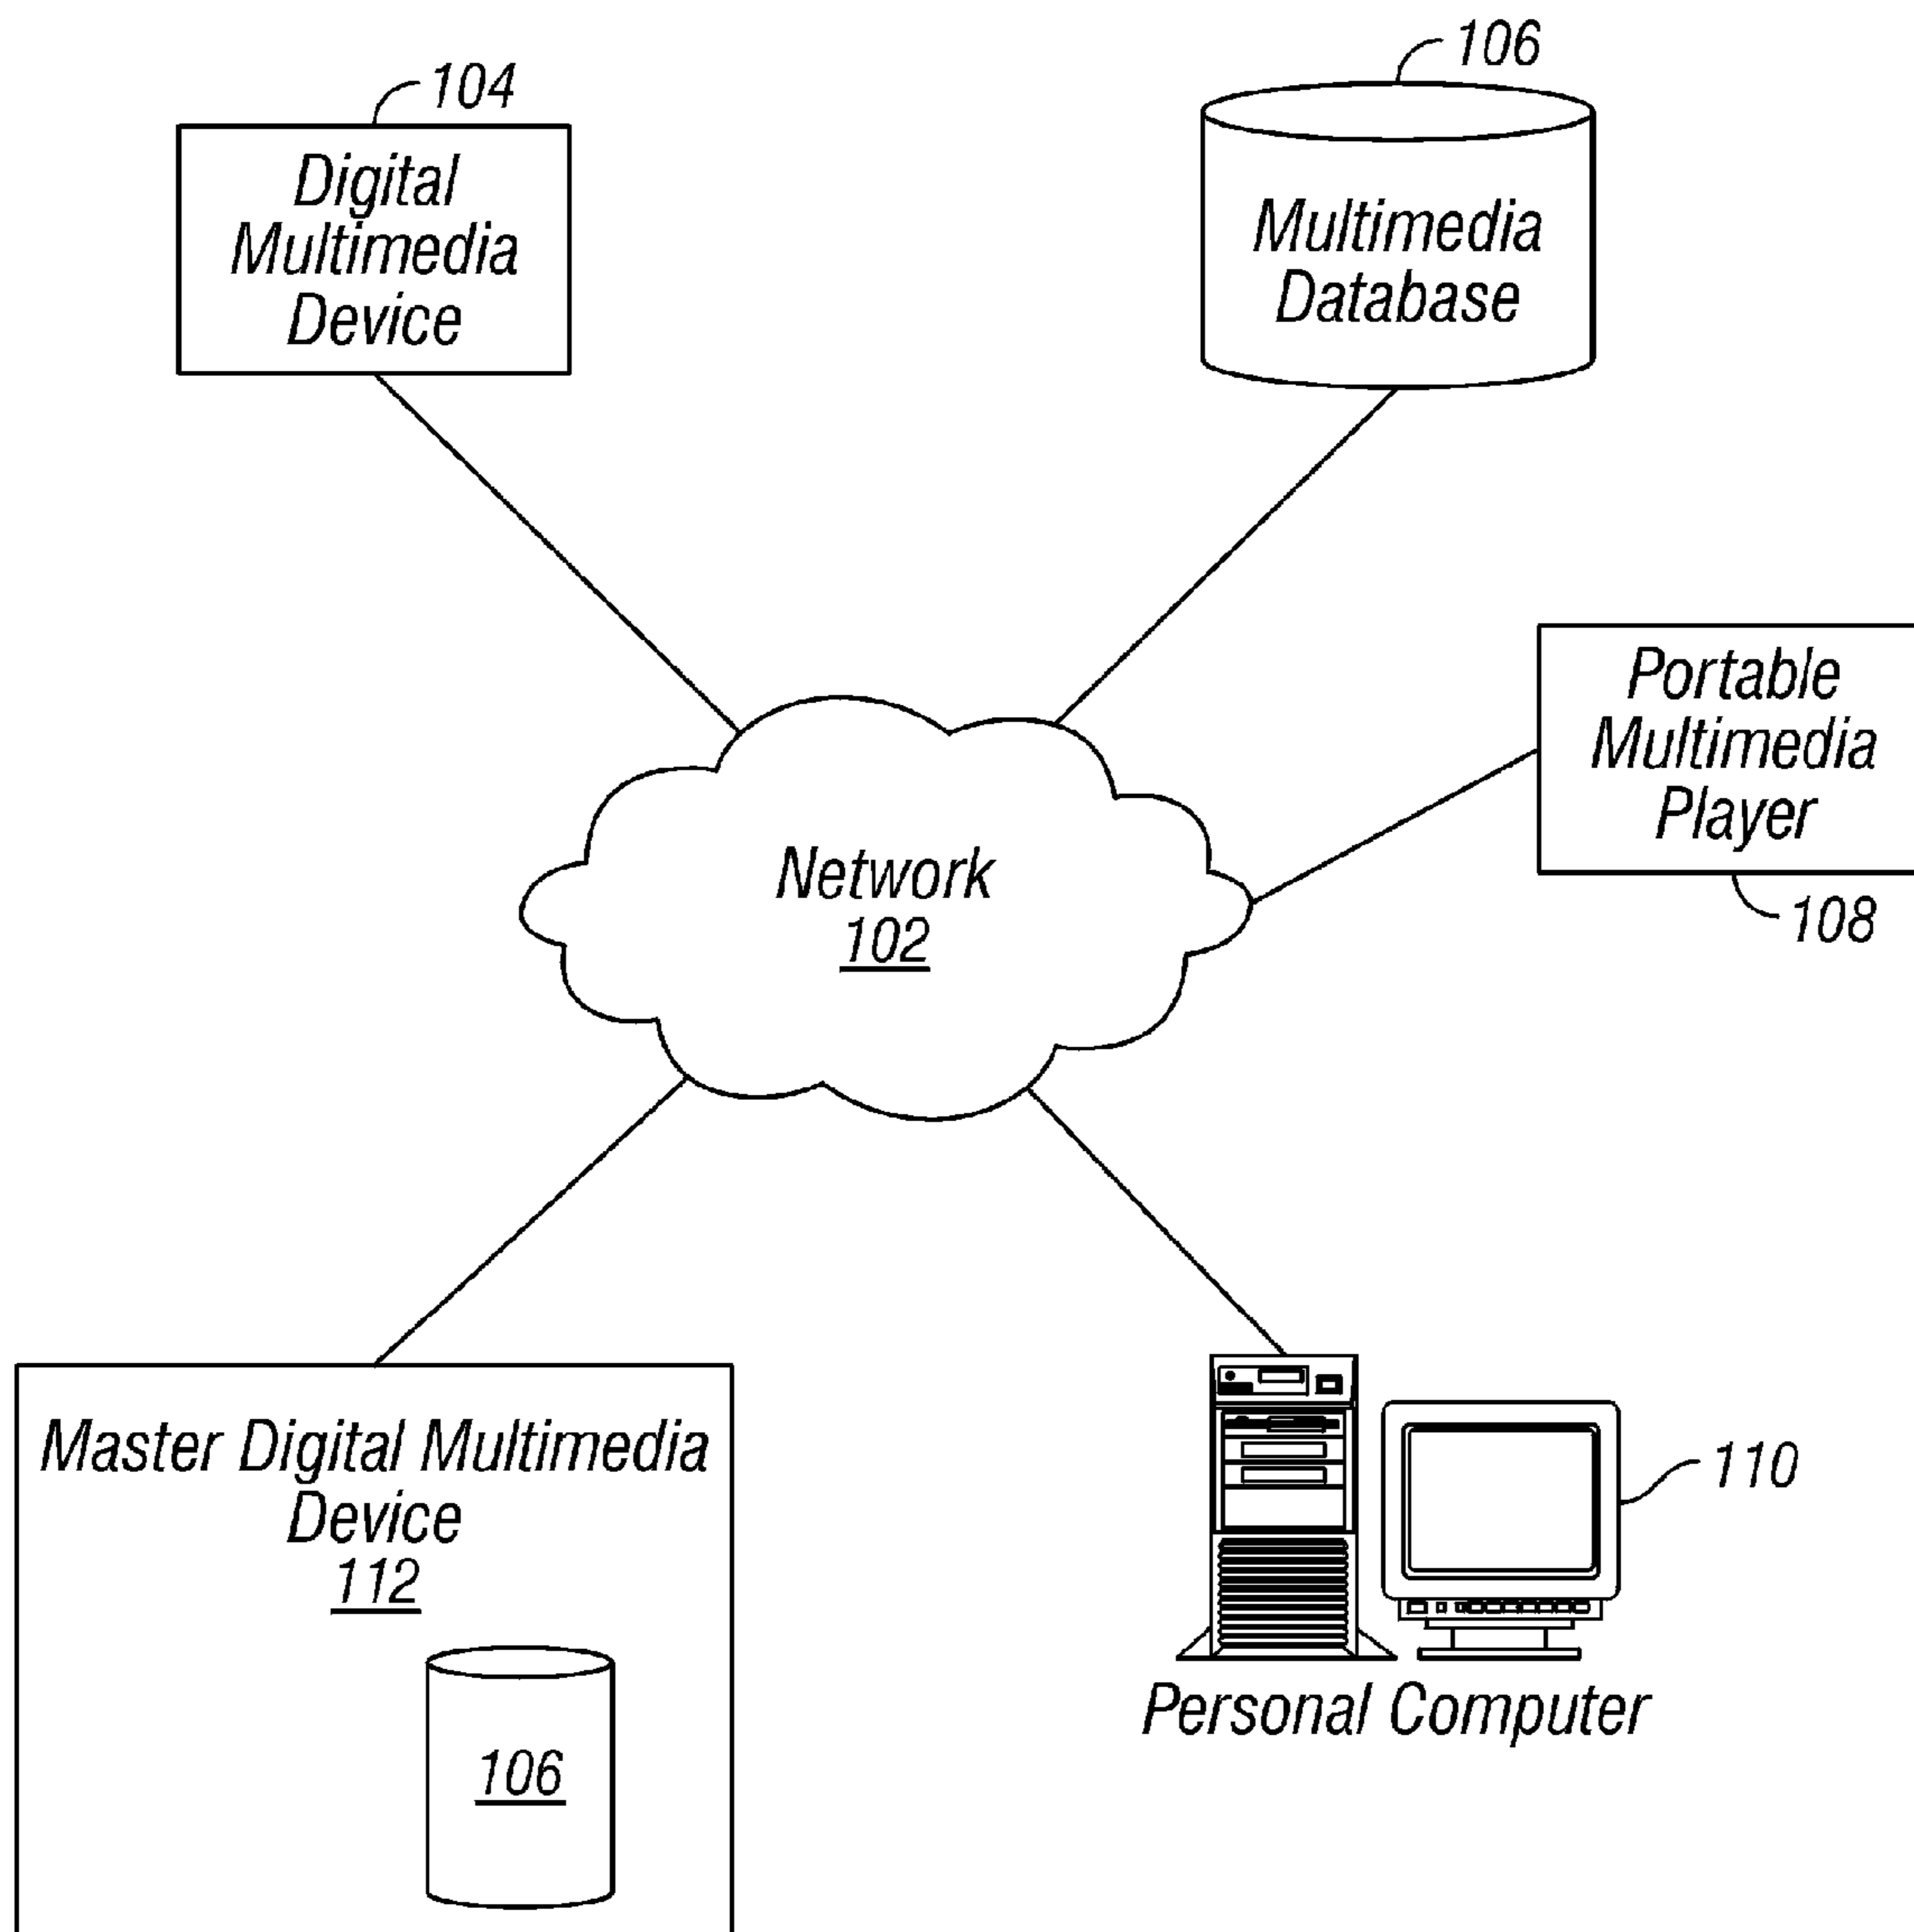 104
Digital
Multimedia
Device
106
Multimedia
Database
Portable
Multimedia
Player
108
Network
102
Master Digital Multimedia
Device
112
106
110
Personal Computer